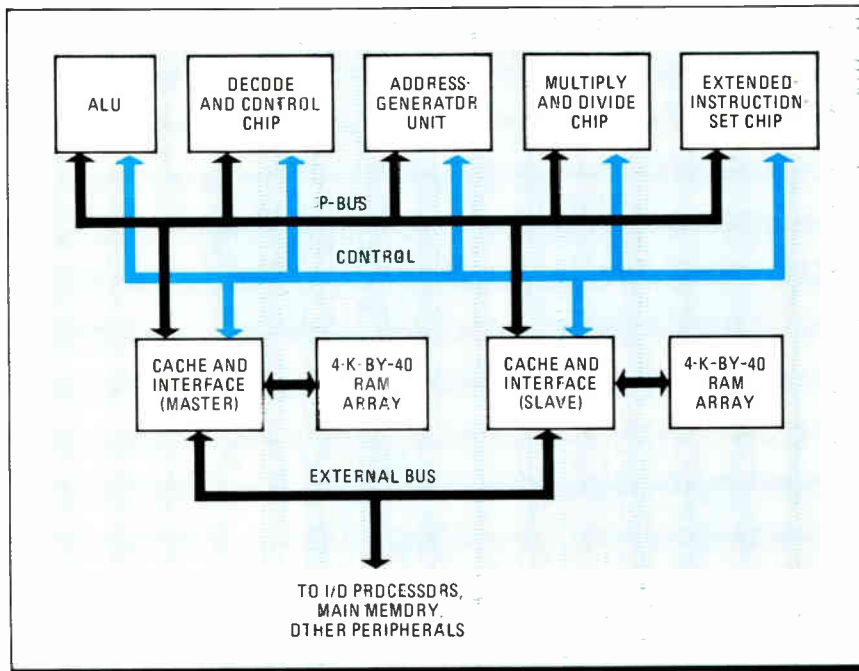 ALU
DECODE
AND CONTROL
CHIP
ADDRESS-
GENERATOR
UNIT
MULTIPLY
AND DIVIDE
CHIP
EXTENDED-
INSTRUCTION-
SET CHIP
P-BUS
CONTROL
CACHE AND
INTERFACE
(MASTER)
4-K-BY-40
RAM
ARRAY
CACHE AND
INTERFACE
(SLAVE)
4-K-BY-40
RAM
ARRAY
EXTERNAL BUS
TO I/O PROCESSORS,
MAIN MEMORY,
OTHER PERIPHERALS